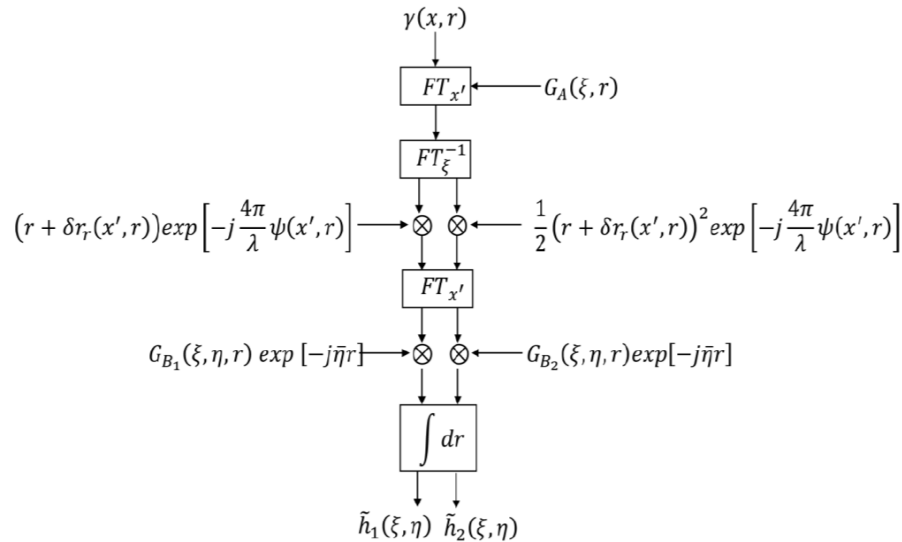 γ(x, r)
FT_{x'} G_A(ξ, r)
FT_ξ^{-1}
(r + δr_r(x', r))exp[-j 4π/λ ψ(x', r)] ⊗ ⊗ 1/2 (r + δr_r(x', r))^2 exp[-j 4π/λ ψ(x', r)]
FT_{x'}
G_{B_1}(ξ, η, r) exp [-jη̄r] ⊗ ⊗ G_{B_2}(ξ, η, r)exp[-jη̄r]
∫ dr
h̃_1(ξ, η) h̃_2(ξ, η)